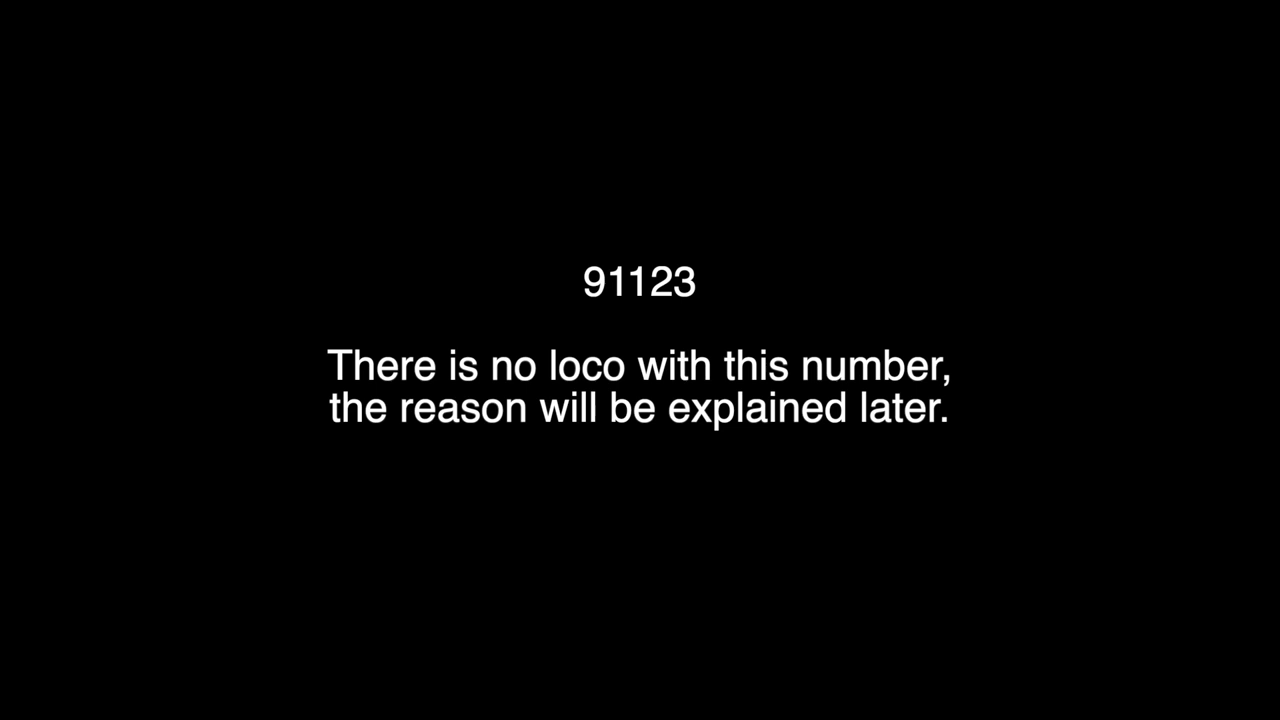 91123
There is no loco with this number,
the reason will be explained later.